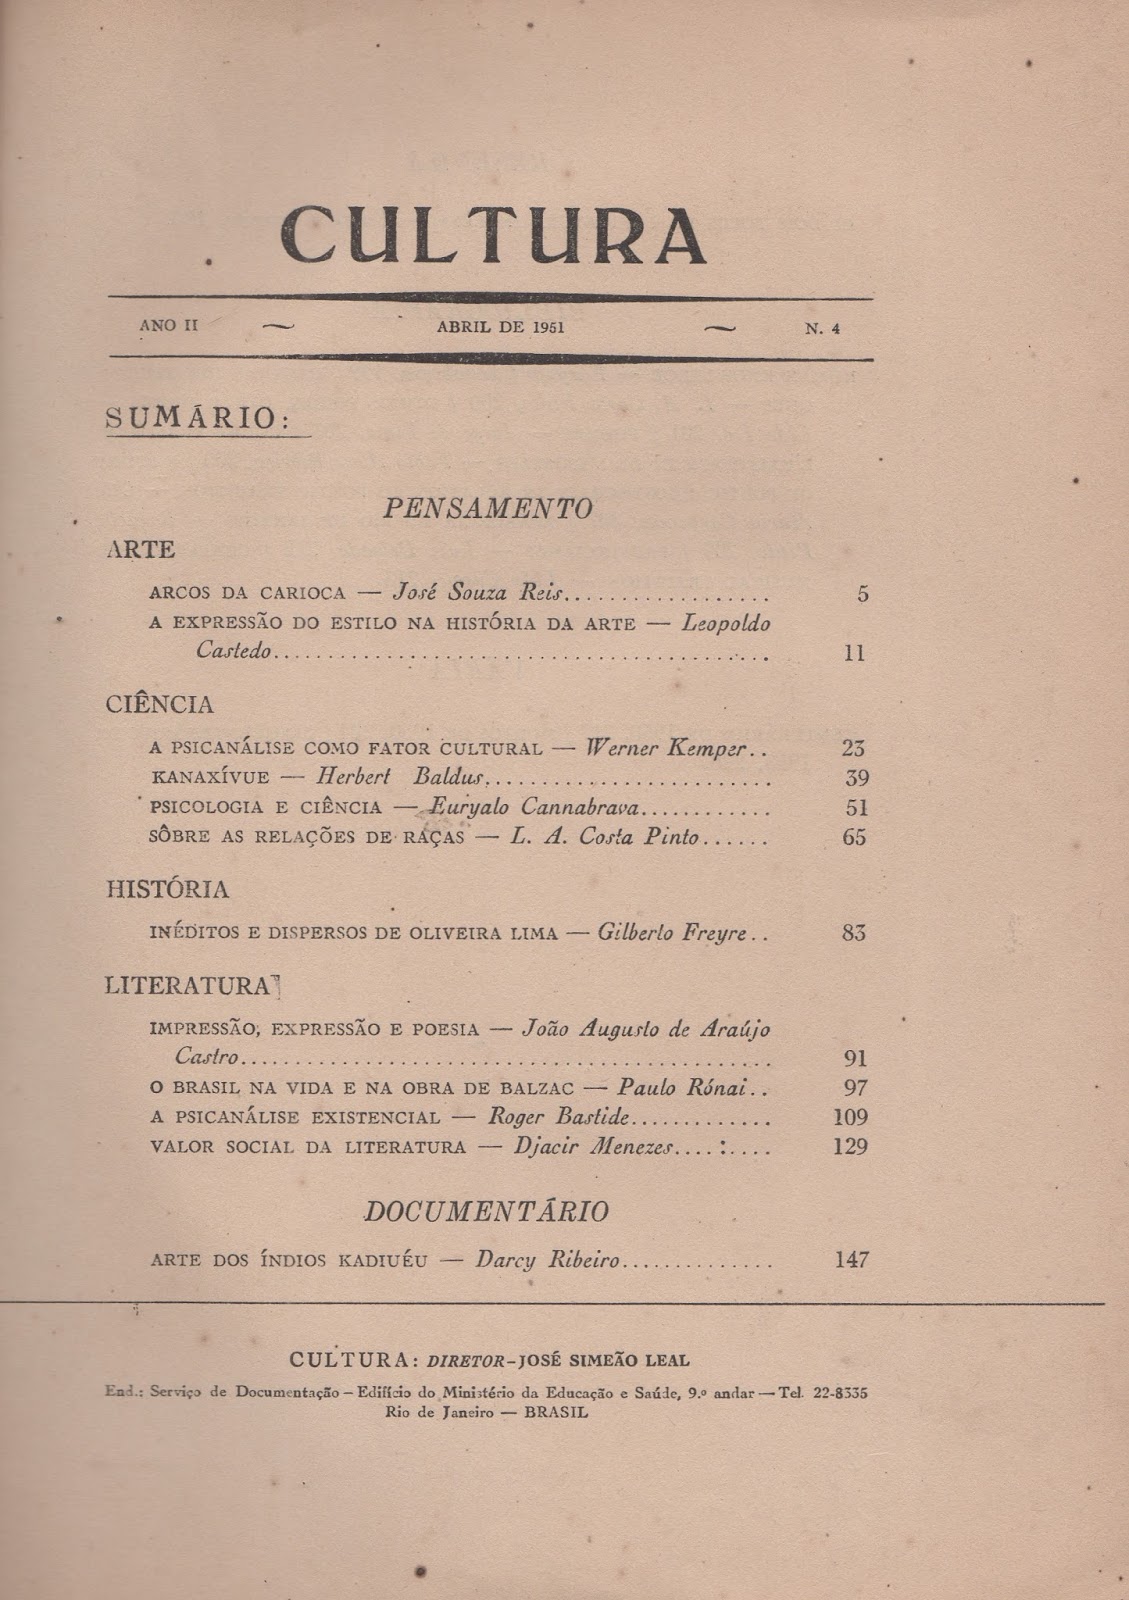 CULTURA
ANO II ~ ABRIL DE 1951 ~ N. 4
SUMÁRIO:
PENSAMENTO
ARTE
ARCOS DA CARIOCA — José Souza Reis.................. 5
A EXPRESSÃO DO ESTILO NA HISTÓRIA DA ARTE — Leopoldo
Castedo.......................................... 11
CIÊNCIA
A PSICANÁLISE COMO FATOR CULTURAL — Werner Kemper.. 23
KANAXÍVUE — Herbert Baldus......................... 39
PSICOLOGIA E CIÊNCIA — Euryalo Cannabrava............ 51
SÔBRE AS RELAÇÕES DE RAÇAS — L. A. Costa Pinto...... 65
HISTÓRIA
INÉDITOS E DISPERSOS DE OLIVEIRA LIMA — Gilberto Freyre.. 83
LITERATURA
IMPRESSÃO, EXPRESSÃO E POESIA — João Augusto de Araújo
Castro............................................ 91
O BRASIL NA VIDA E NA OBRA DE BALZAC — Paulo Rónai.. 97
A PSICANÁLISE EXISTENCIAL — Roger Bastide............. 109
VALOR SOCIAL DA LITERATURA — Djacir Menezes......... 129
DOCUMENTÁRIO
ARTE DOS ÍNDIOS KADIUÉU — Darcy Ribeiro.............. 147
CULTURA: DIRETOR–JOSÉ SIMEÃO LEAL
End.: Serviço de Documentação – Edifício do Ministério da Educação e Saúde, 9.º andar — Tel. 22-8335
Rio de Janeiro — BRASIL